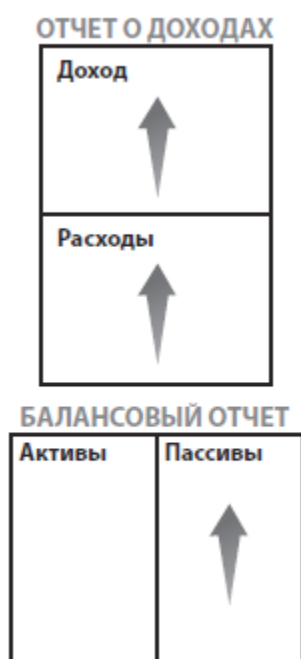 ОТЧЕТ О ДОХОДАХ
Доход
Расходы
БАЛАНСОВЫЙ ОТЧЕТ
Активы
Пассивы